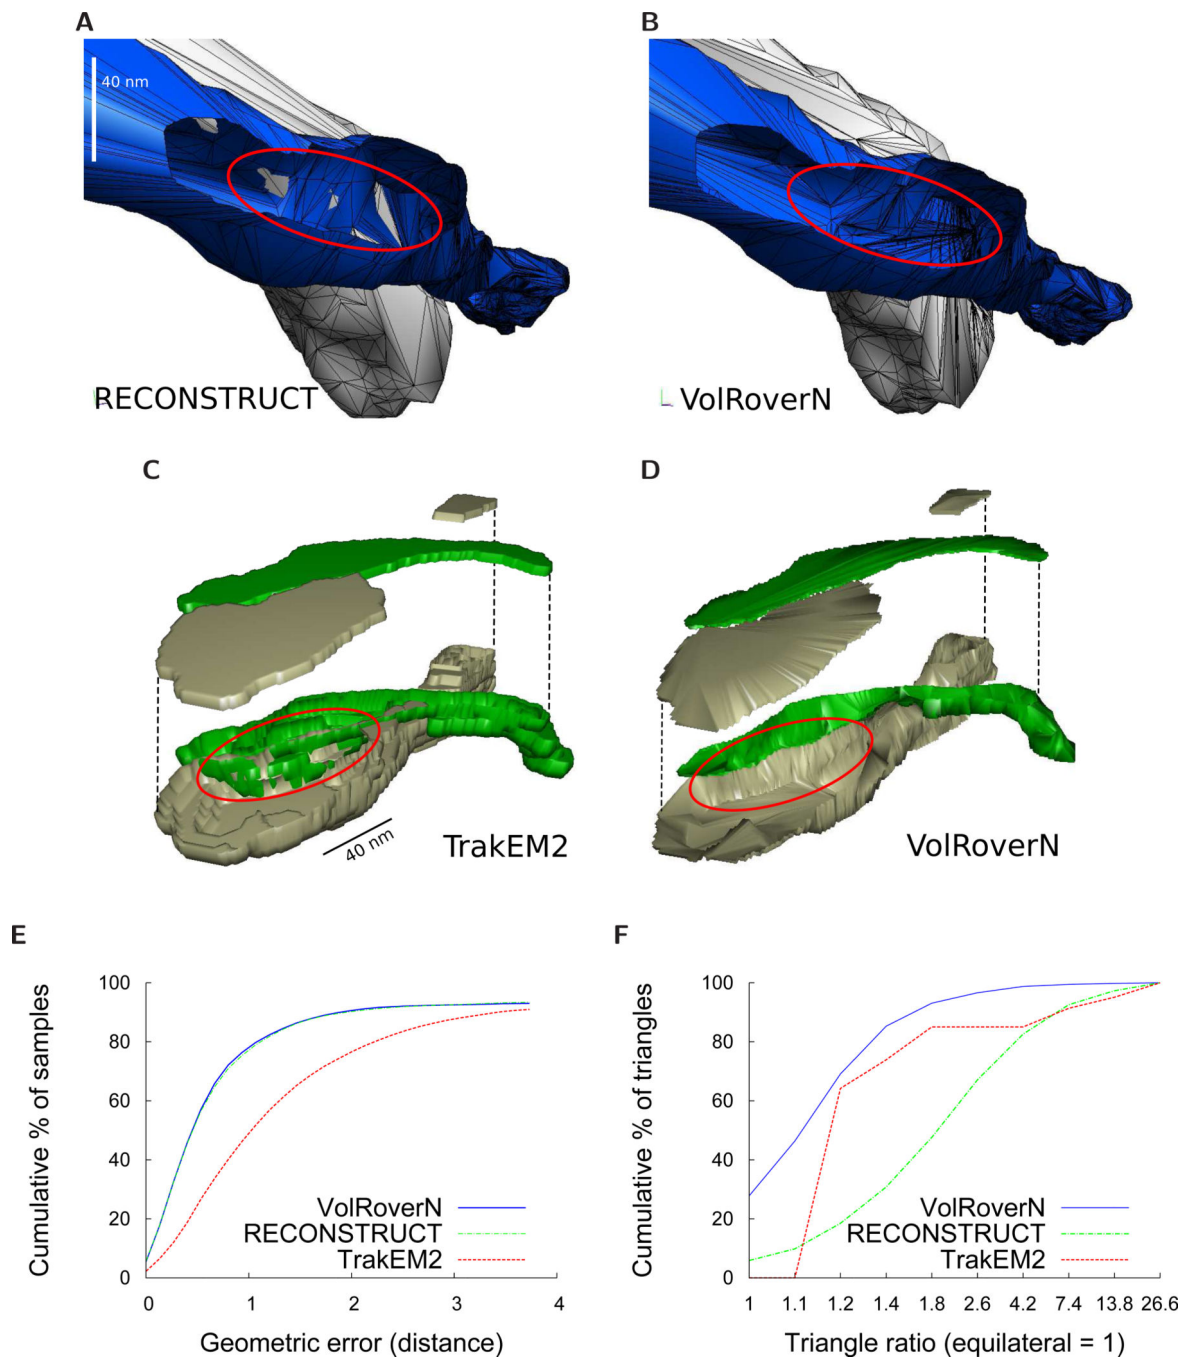 A
B
40 nm
40 nm
RECONSTRUCT
VolRoverN
C
D
40 nm
TrakEM2
VolRoverN
E
F
Cumulative % of samples
100
80
60
40
20
0
VolRoverN
RECONSTRUCT
TrakEM2
0 1 2 3 4
Geometric error (distance)
Cumulative % of triangles
100
80
60
40
20
0
VolRoverN
RECONSTRUCT
TrakEM2
1 1.1 1.2 1.4 1.8 2.6 4.2 7.4 13.8 26.6
Triangle ratio (equilateral = 1)